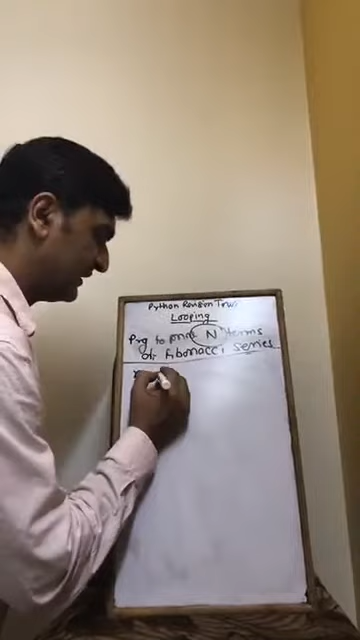 Python Revision Tour
Looping
Prg to print 'N' terms
of Fibonacci Series